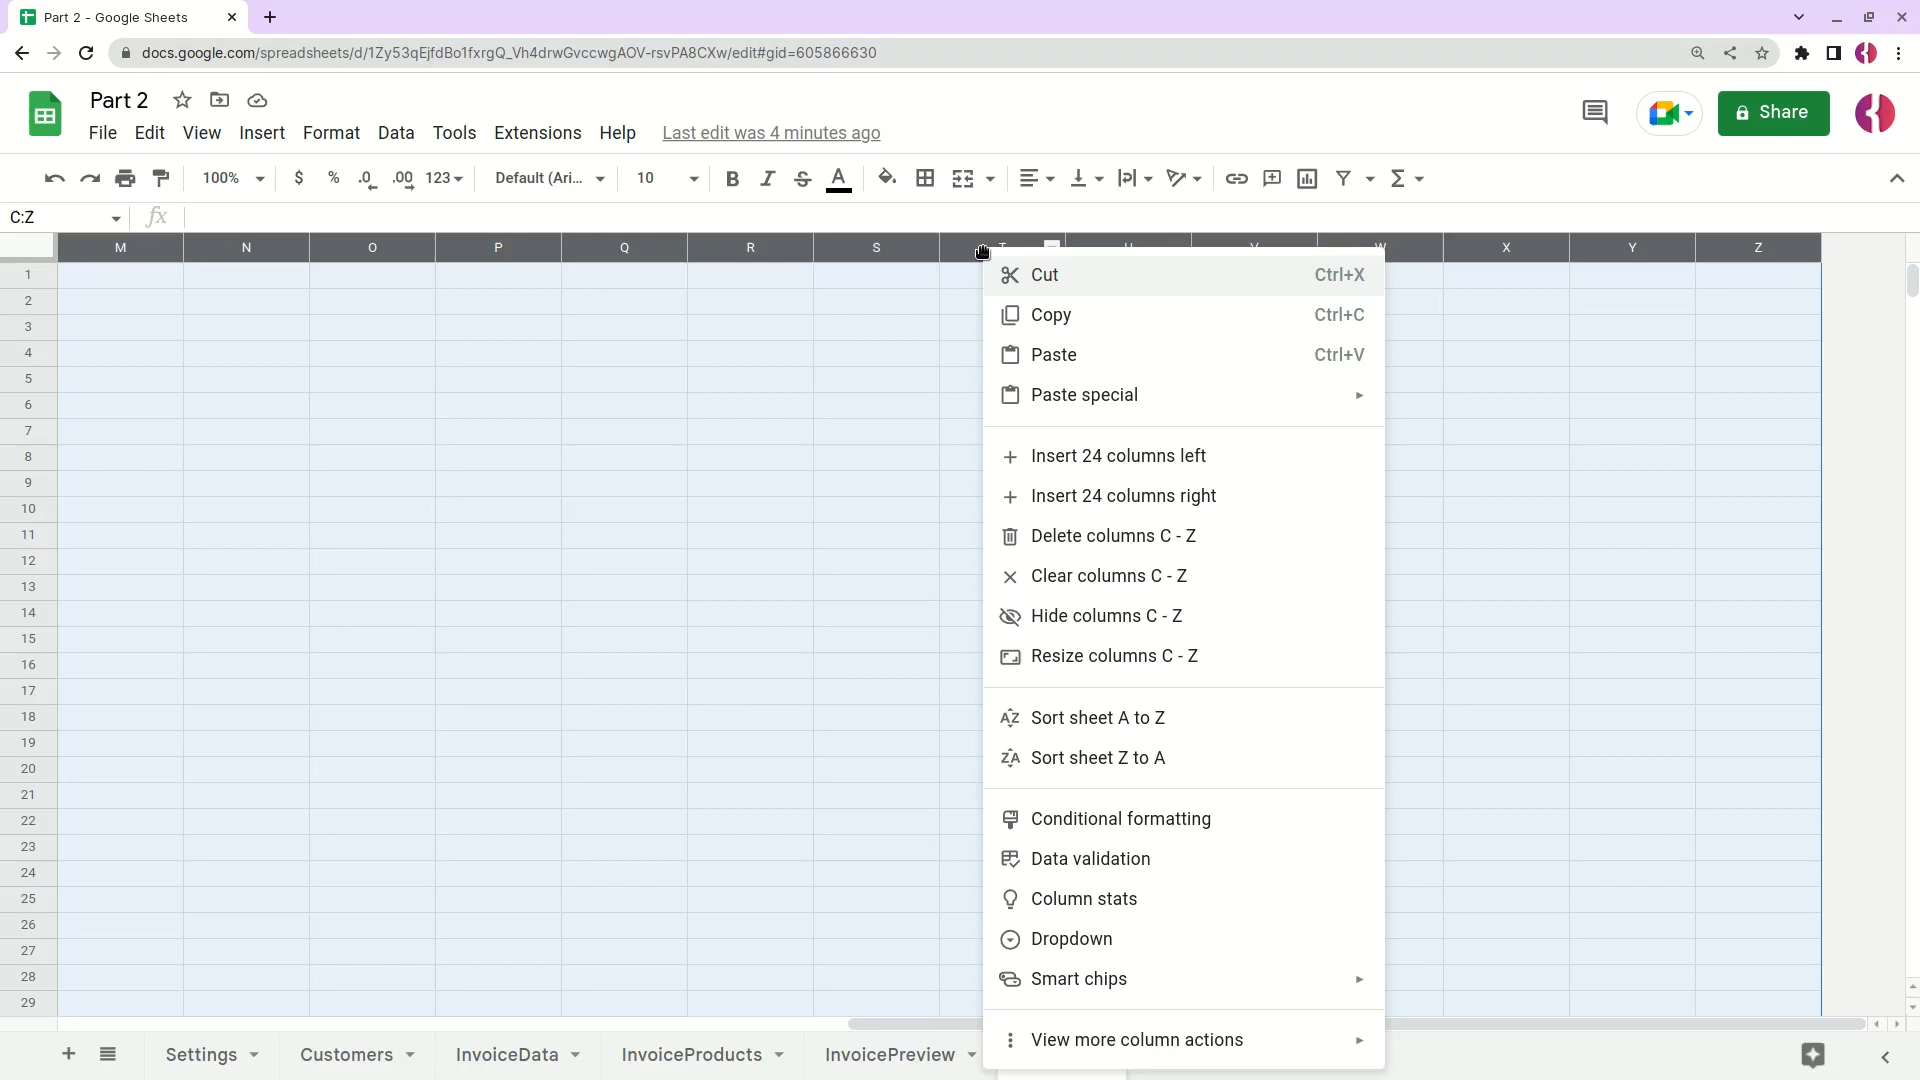 Part 2 - Google Sheets
docs.google.com/spreadsheets/d/1Zy53qEjfdBo1fxrgQ_Vh4drwGvccwgAOV-rsvPA8CXw/edit#gid=605866630
Part 2
File Edit View Insert Format Data Tools Extensions Help Last edit was 4 minutes ago
Share
100% $ % .0 .00 123 Default (Ari... 10 B I S A
C:Z fx
M N O P Q R S T U V W X Y Z
1
2
3
4
5
6
7
8
9
10
11
12
13
14
15
16
17
18
19
20
21
22
23
24
25
26
27
28
29
Cut Ctrl+X
Copy Ctrl+C
Paste Ctrl+V
Paste special
Insert 24 columns left
Insert 24 columns right
Delete columns C - Z
Clear columns C - Z
Hide columns C - Z
Resize columns C - Z
Sort sheet A to Z
Sort sheet Z to A
Conditional formatting
Data validation
Column stats
Dropdown
Smart chips
View more column actions
Settings Customers InvoiceData InvoiceProducts InvoicePreview